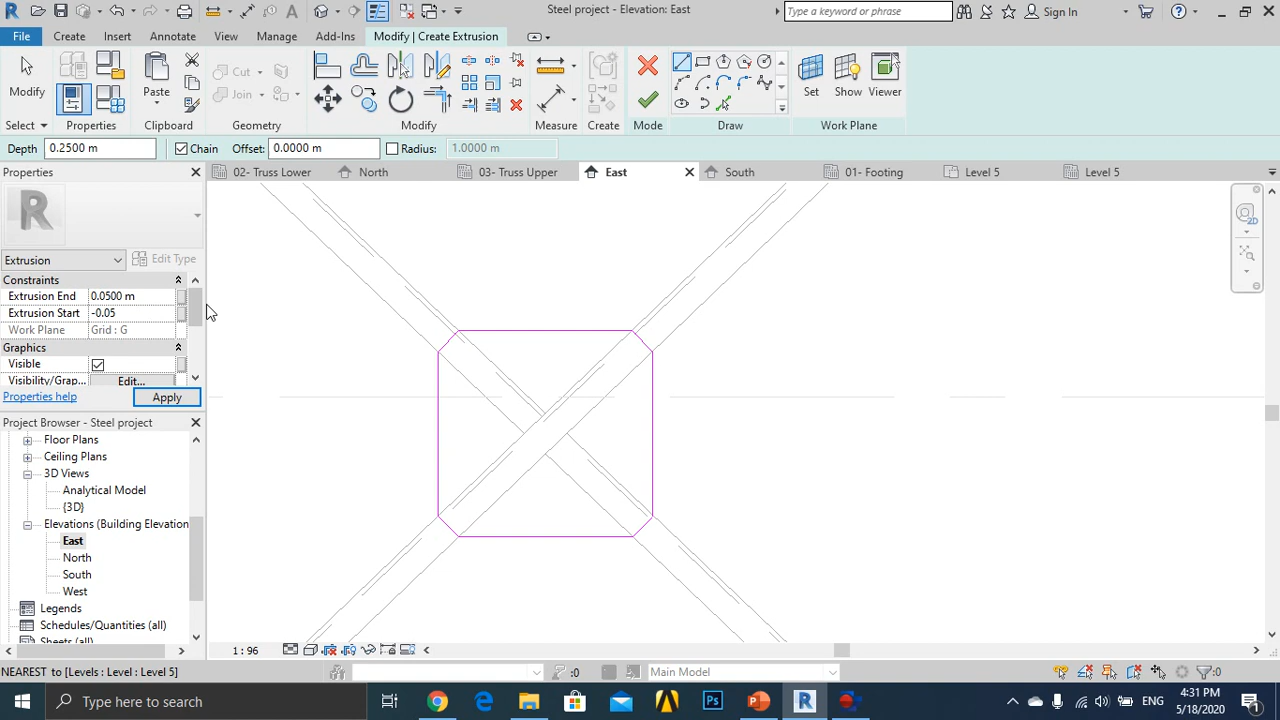 Steel project - Elevation: East
Type a keyword or phrase
Sign In
File
Create
Insert
Annotate
View
Manage
Add-Ins
Modify | Create Extrusion
Modify
Paste
Cut
Join
Create
Set
Show
Viewer
Select
Properties
Clipboard
Geometry
Modify
Measure
Create
Mode
Draw
Work Plane
Depth
0.2500 m
Chain
Offset:
0.0000 m
Radius:
1.0000 m
Properties
02- Truss Lower
North
03- Truss Upper
East
South
01- Footing
Level 5
Level 5
Extrusion
Edit Type
Constraints
Extrusion End
0.0500 m
Extrusion Start
-0.05
Work Plane
Grid : G
Graphics
Visible
Visibility/Grap...
Edit...
Properties help
Apply
Project Browser - Steel project
Floor Plans
Ceiling Plans
3D Views
Analytical Model
{3D}
Elevations (Building Elevation
East
North
South
West
Legends
Schedules/Quantities (all)
Sheets (all)
2D
1 : 96
NEAREST to [Levels : Level : Level 5]
:0
Main Model
:0
Type here to search
Ps
ENG
4:31 PM
5/18/2020